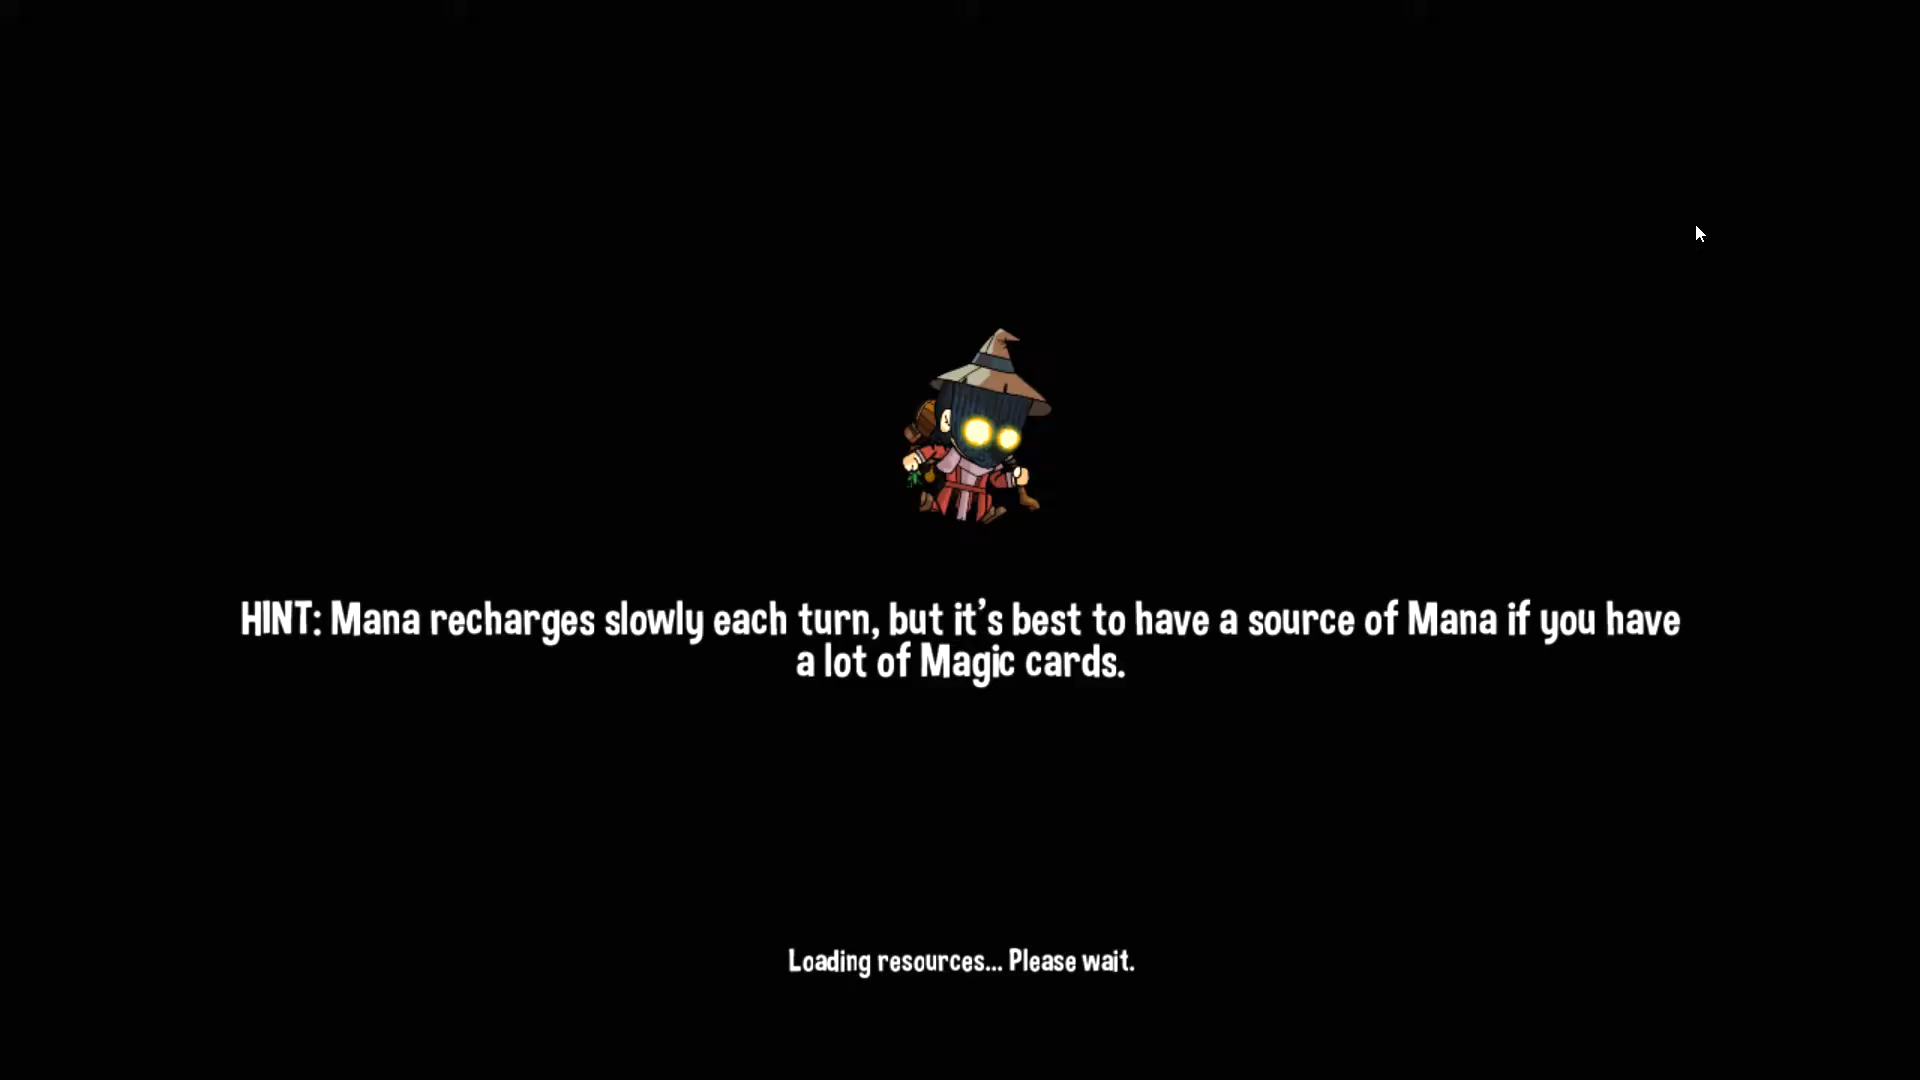 HINT: Mana recharges slowly each turn, but it's best to have a source of Mana if you have
a lot of Magic cards.
Loading resources... Please wait.